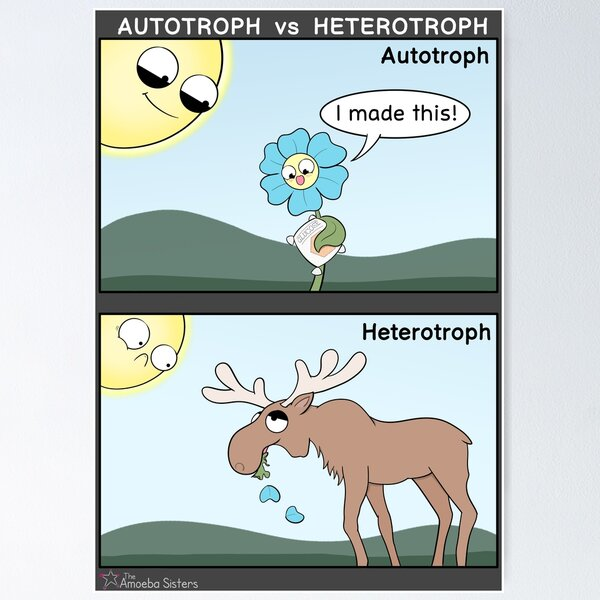 AUTOTROPH vs HETEROTROPH
Autotroph
I made this!
Heterotroph
The
Amoeba Sisters